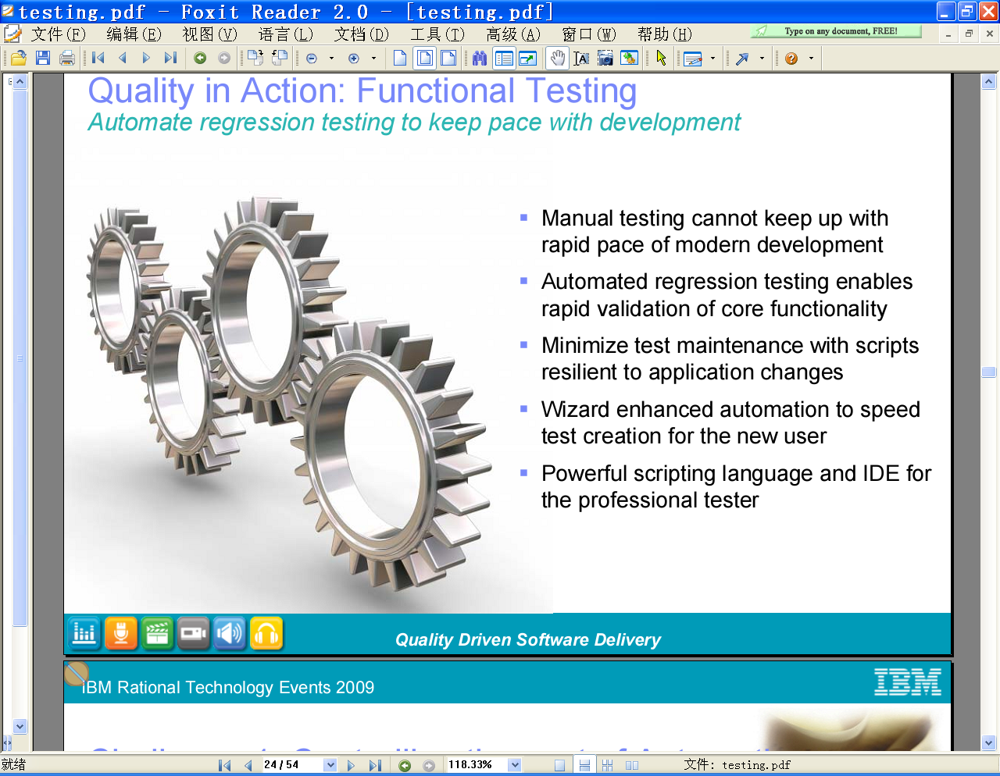 testing.pdf - Foxit Reader 2.0 - [testing.pdf]
文件(F) 编辑(E) 视图(V) 语言(L) 文档(D) 工具(T) 高级(A) 窗口(W) 帮助(H) Type on any document, FREE!
Quality in Action: Functional Testing
Automate regression testing to keep pace with development
Manual testing cannot keep up with
rapid pace of modern development
Automated regression testing enables
rapid validation of core functionality
Minimize test maintenance with scripts
resilient to application changes
Wizard enhanced automation to speed
test creation for the new user
Powerful scripting language and IDE for
the professional tester
Quality Driven Software Delivery
IBM Rational Technology Events 2009
IBM
就绪 24/54 118.33% 文件: testing.pdf